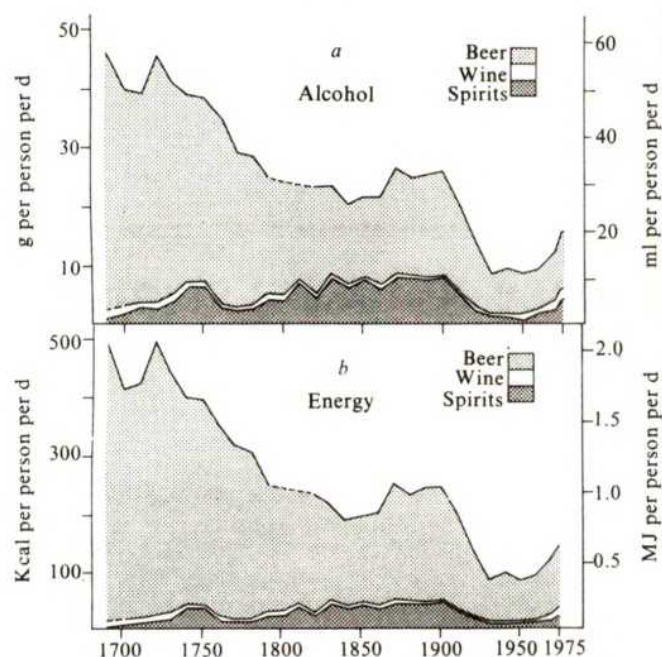 50
30
10
g per person per d
a
Alcohol
Beer
Wine
Spirits
60
40
20
ml per person per d
500
300
100
Kcal per person per d
b
Energy
Beer
Wine
Spirits
2.0
1.5
1.0
0.5
MJ per person per d
1700 1750 1800 1850 1900 1950 1975